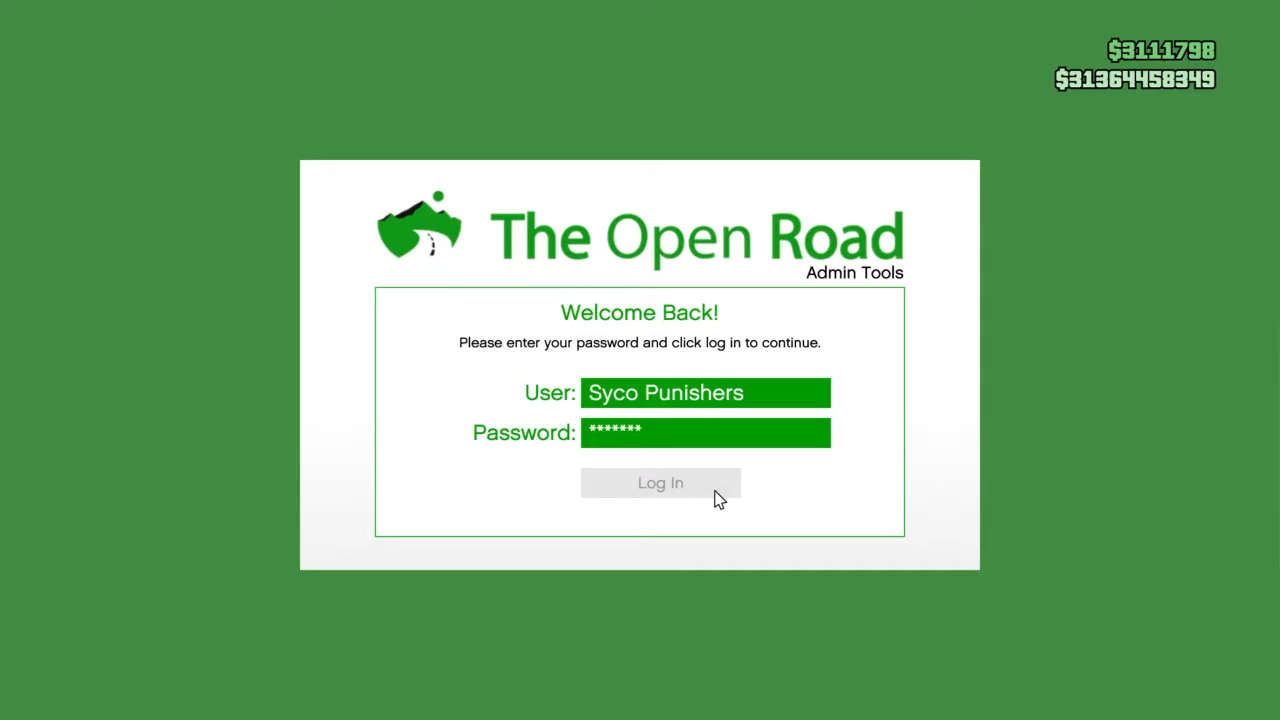 $3111798
$31364458349
The Open Road
Admin Tools
Welcome Back!
Please enter your password and click log in to continue.
User: Syco Punishers
Password: *******
Log In